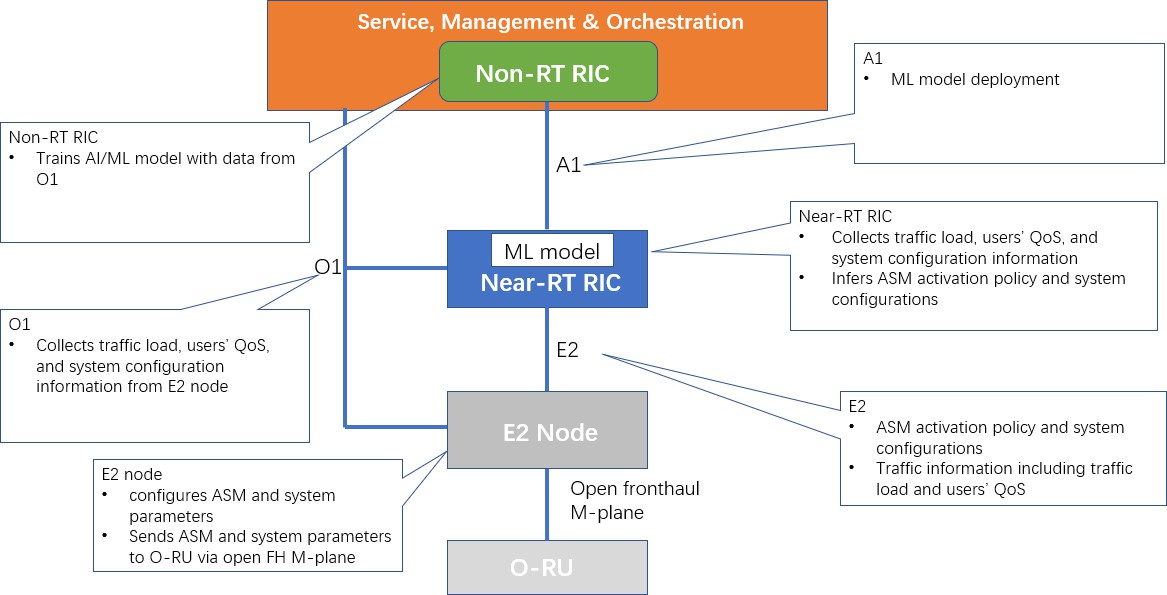 Service, Management & Orchestration
Non-RT RIC
A1
• ML model deployment
Non-RT RIC
• Trains AI/ML model with data from
O1
A1
Near-RT RIC
• Collects traffic load, users’ QoS, and
system configuration information
• Infers ASM activation policy and system
configurations
ML model
Near-RT RIC
O1
O1
• Collects traffic load, users’ QoS,
and system configuration
information from E2 node
E2
E2
• ASM activation policy and system
configurations
• Traffic information including traffic
load and users’ QoS
E2 Node
E2 node
• configures ASM and system
parameters
• Sends ASM and system parameters
to O-RU via open FH M-plane
Open fronthaul
M-plane
O-RU